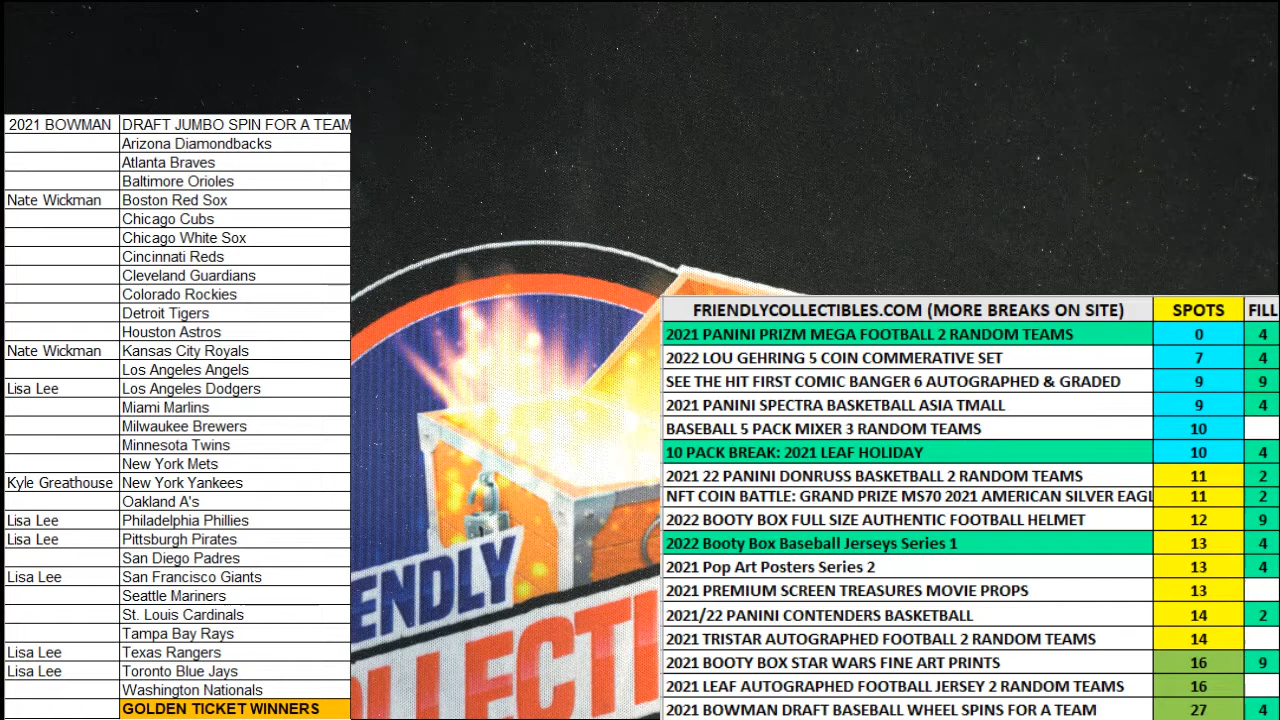 2021 BOWMAN DRAFT JUMBO SPIN FOR A TEAM
Arizona Diamondbacks
Atlanta Braves
Baltimore Orioles
Nate Wickman Boston Red Sox
Chicago Cubs
Chicago White Sox
Cincinnati Reds
Cleveland Guardians
Colorado Rockies
Detroit Tigers
Houston Astros
Nate Wickman Kansas City Royals
Los Angeles Angels
Lisa Lee Los Angeles Dodgers
Miami Marlins
Milwaukee Brewers
Minnesota Twins
New York Mets
Kyle Greathouse New York Yankees
Oakland A's
Lisa Lee Philadelphia Phillies
Lisa Lee Pittsburgh Pirates
San Diego Padres
Lisa Lee San Francisco Giants
Seattle Mariners
St. Louis Cardinals
Tampa Bay Rays
Lisa Lee Texas Rangers
Lisa Lee Toronto Blue Jays
Washington Nationals
GOLDEN TICKET WINNERS
ENDLY
LLECTI
FRIENDLYCOLLECTIBLES.COM (MORE BREAKS ON SITE) SPOTS FILL
2021 PANINI PRIZM MEGA FOOTBALL 2 RANDOM TEAMS 0 4
2022 LOU GEHRING 5 COIN COMMERATIVE SET 7 4
SEE THE HIT FIRST COMIC BANGER 6 AUTOGRAPHED & GRADED 9 9
2021 PANINI SPECTRA BASKETBALL ASIA TMALL 9 4
BASEBALL 5 PACK MIXER 3 RANDOM TEAMS 10
10 PACK BREAK: 2021 LEAF HOLIDAY 10 4
2021 22 PANINI DONRUSS BASKETBALL 2 RANDOM TEAMS 11 2
NFT COIN BATTLE: GRAND PRIZE MS70 2021 AMERICAN SILVER EAGL 11 2
2022 BOOTY BOX FULL SIZE AUTHENTIC FOOTBALL HELMET 12 9
2022 Booty Box Baseball Jerseys Series 1 13 4
2021 Pop Art Posters Series 2 13 4
2021 PREMIUM SCREEN TREASURES MOVIE PROPS 13
2021/22 PANINI CONTENDERS BASKETBALL 14 2
2021 TRISTAR AUTOGRAPHED FOOTBALL 2 RANDOM TEAMS 14
2021 BOOTY BOX STAR WARS FINE ART PRINTS 16 9
2021 LEAF AUTOGRAPHED FOOTBALL JERSEY 2 RANDOM TEAMS 16
2021 BOWMAN DRAFT BASEBALL WHEEL SPINS FOR A TEAM 27 4